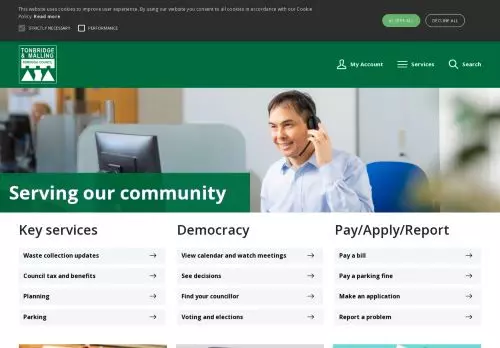 This website uses cookies to improve user experience. By using our website you consent to all cookies in accordance with our Cookie
Policy. Read more
STRICTLY NECESSARY PERFORMANCE
ACCEPT ALL DECLINE ALL
TONBRIDGE
& MALLING
BOROUGH COUNCIL
My Account Services Search
Serving our community
Key services Democracy Pay/Apply/Report
Waste collection updates View calendar and watch meetings Pay a bill
Council tax and benefits See decisions Pay a parking fine
Planning Find your councillor Make an application
Parking Voting and elections Report a problem